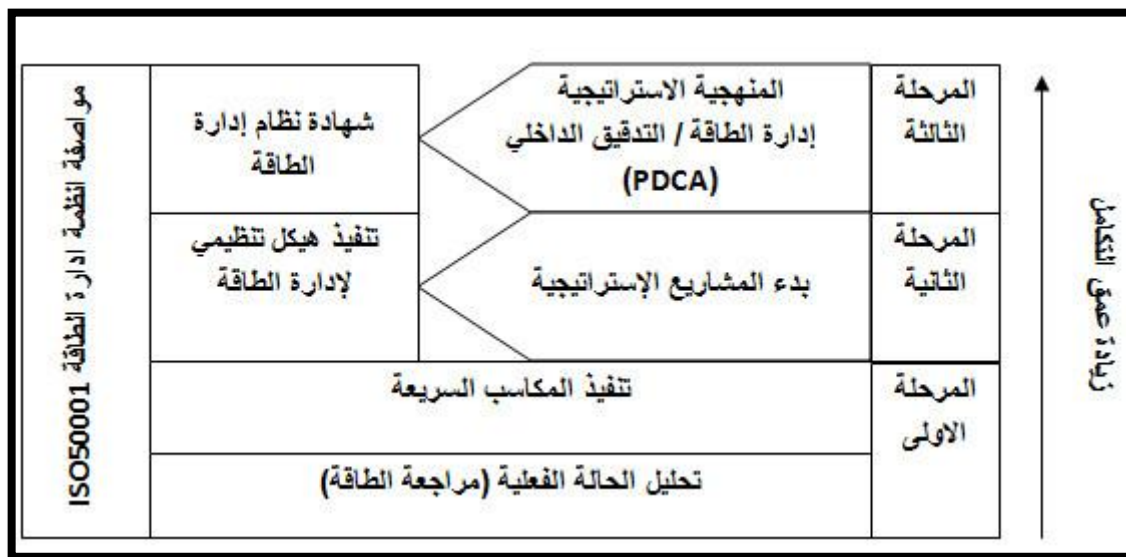 زيادة عمق التكامل
المرحلة
الثالثة
المنهجية الاستراتيجية
إدارة الطاقة / التدقيق الداخلي
(PDCA)
شهادة نظام إدارة
الطاقة
المرحلة
الثانية
بدء المشاريع الإستراتيجية
تنفيذ هيكل تنظيمي
لإدارة الطاقة
المرحلة
الاولى
تنفيذ المكاسب السريعة
تحليل الحالة الفعلية (مراجعة الطاقة)
مواصفة انظمة ادارة الطاقة ISO50001